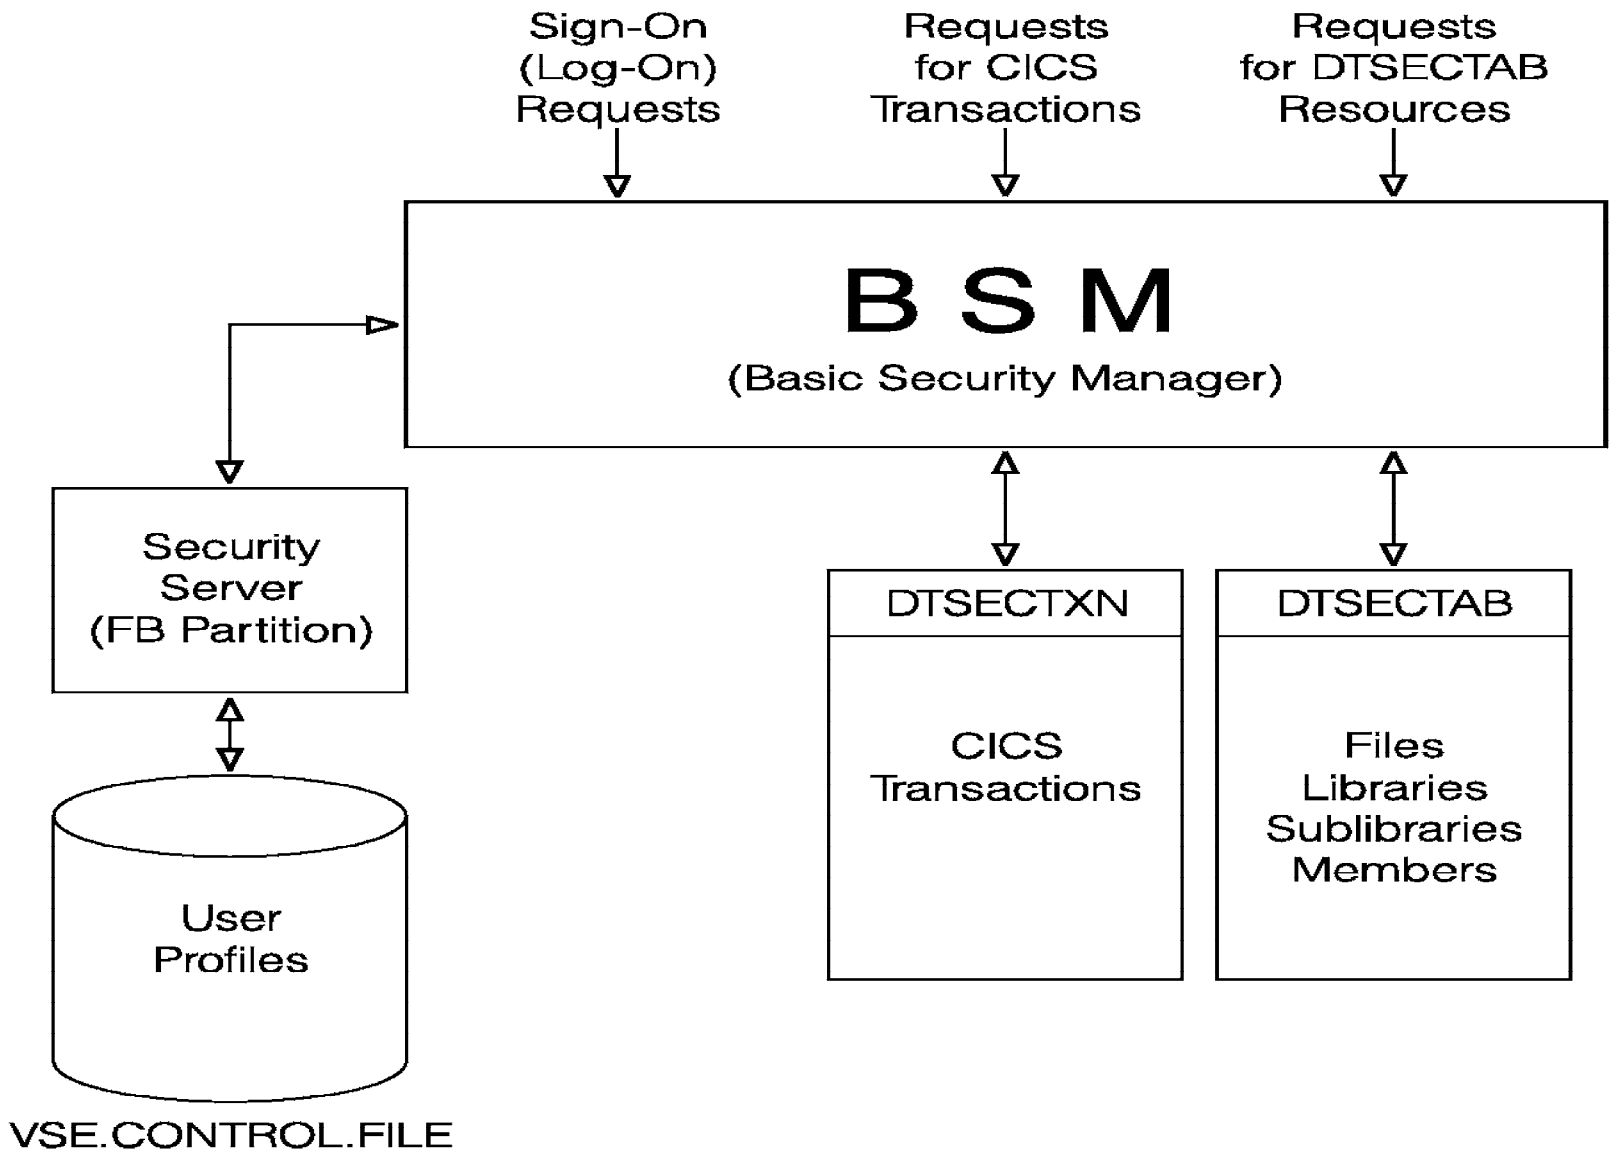 Sign-On
(Log-On)
Requests
Requests
for CICS
Transactions
Requests
for DTSECTAB
Resources
B S M
(Basic Security Manager)
Security
Server
(FB Partition)
DTSECTXN
CICS
Transactions
DTSECTAB
Files
Libraries
Sublibraries
Members
User
Profiles
VSE.CONTROL.FILE